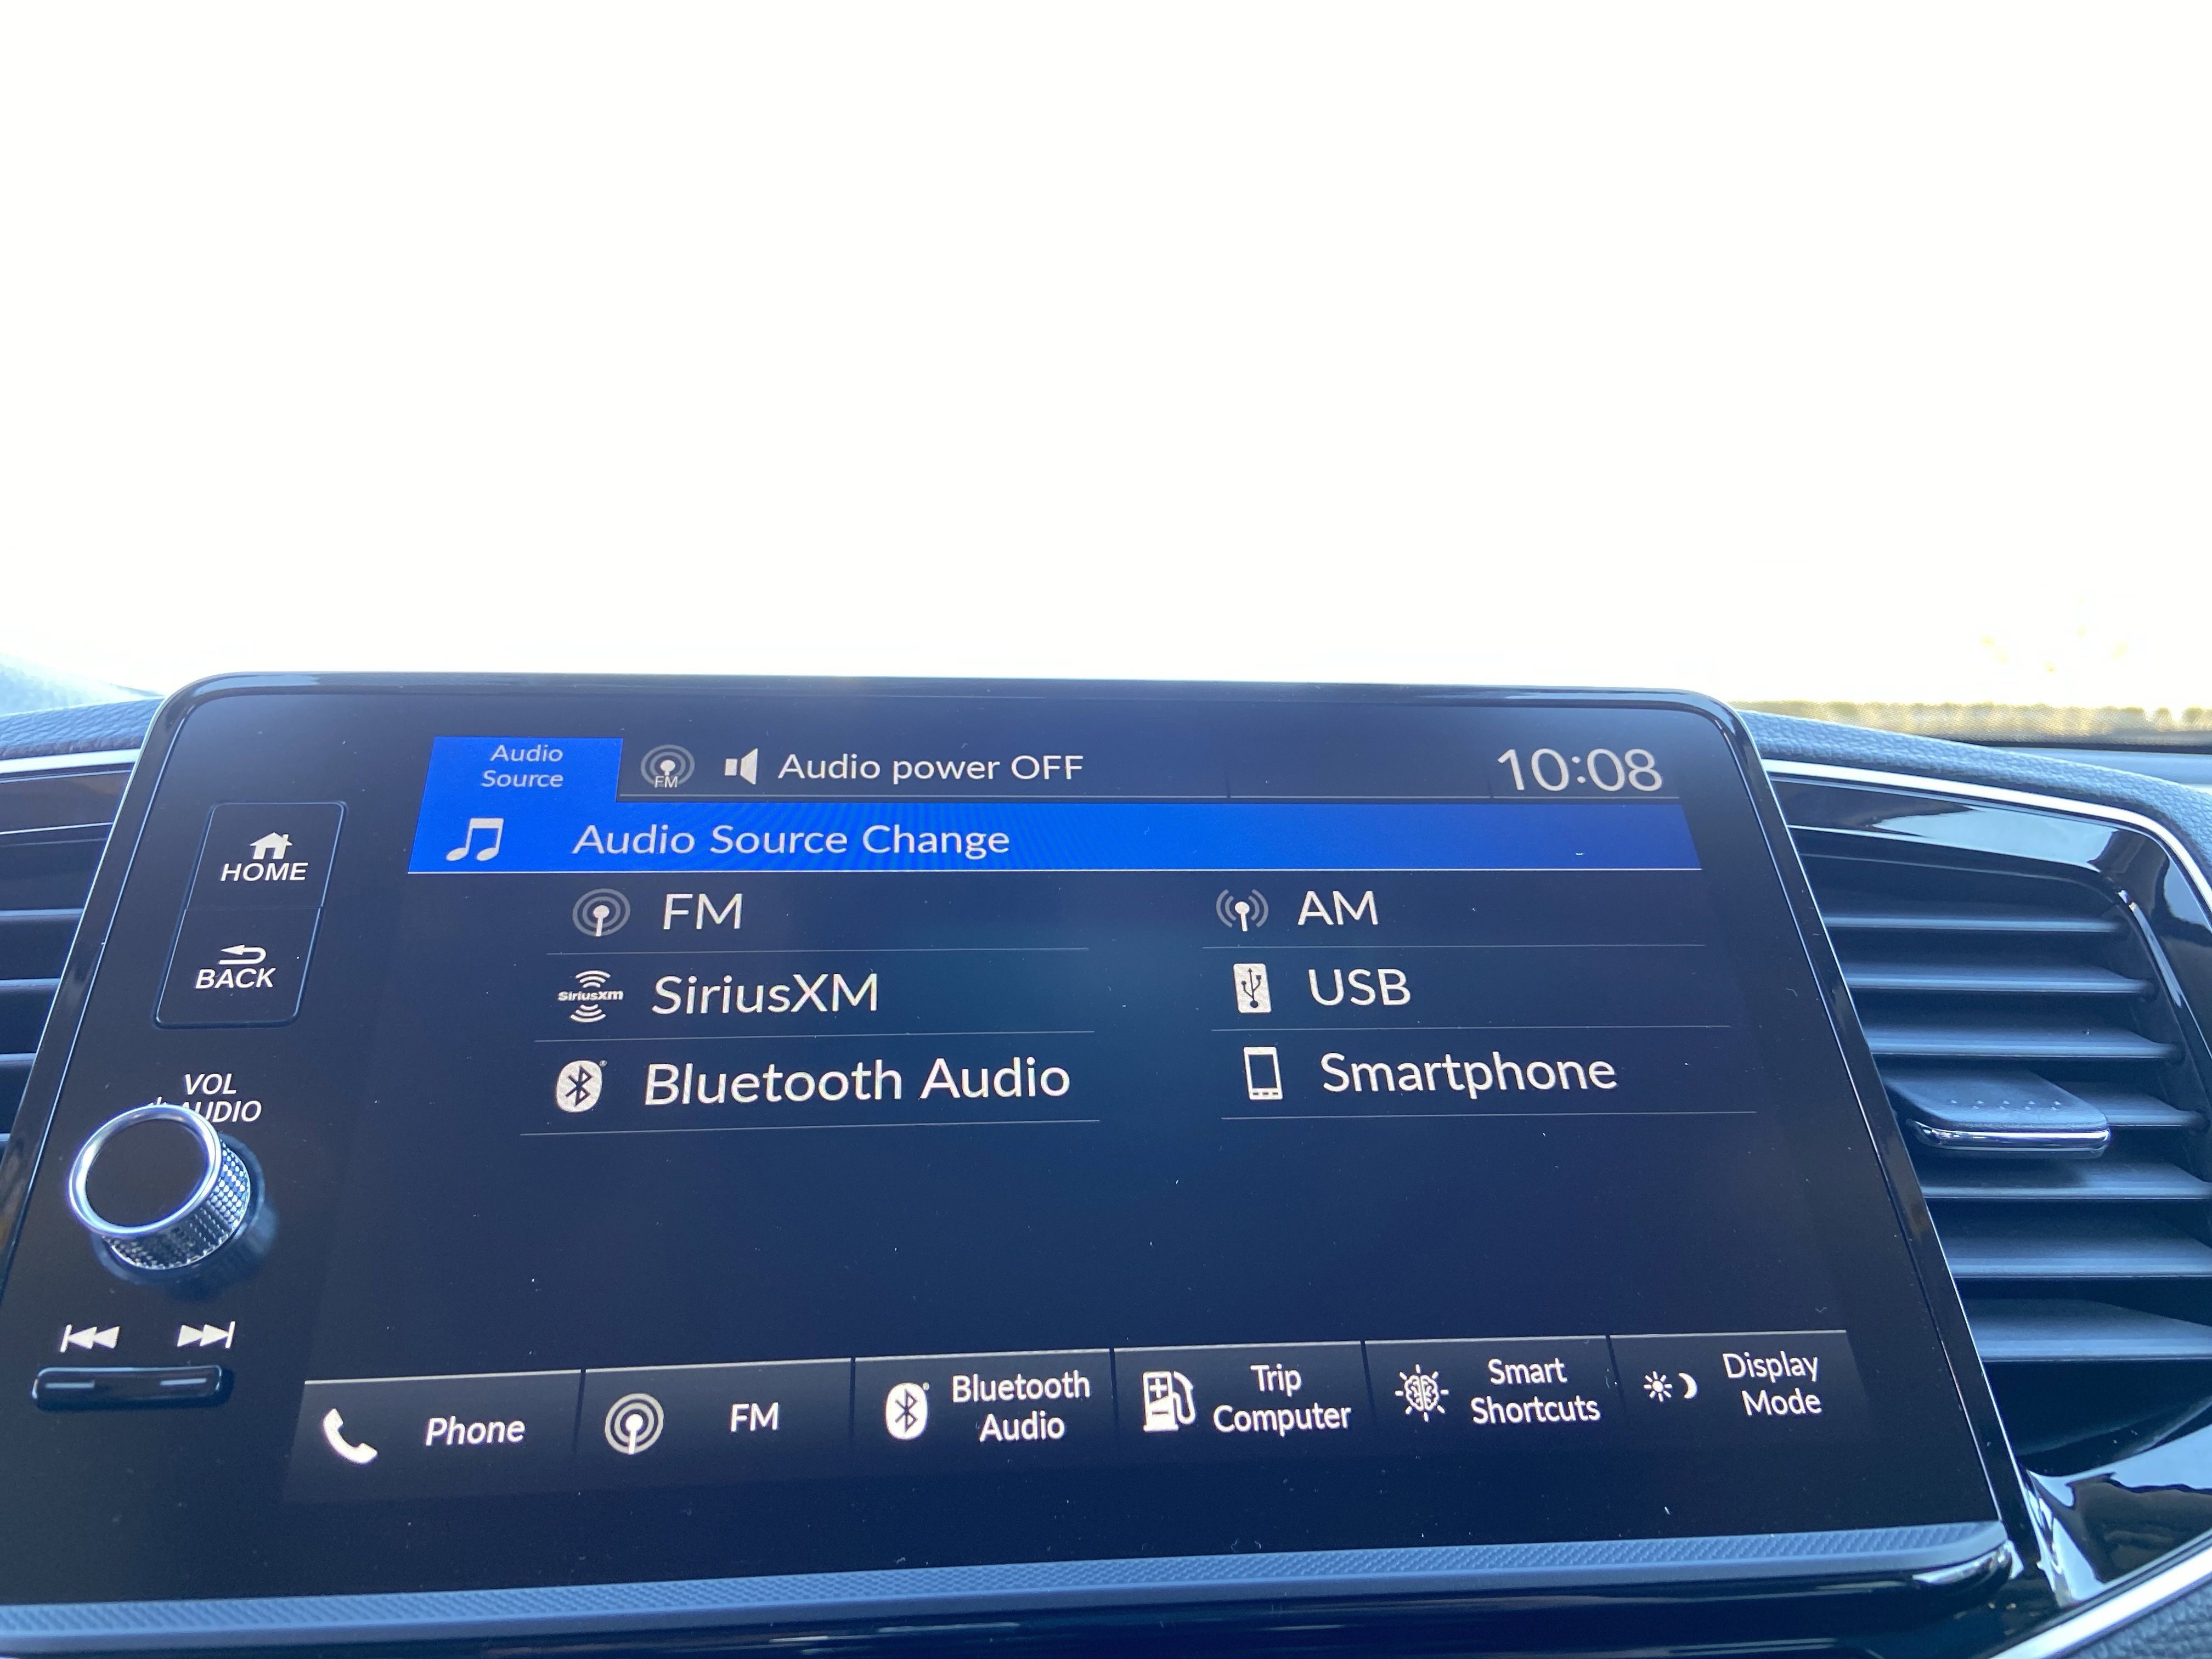 Audio
Source
FM
Audio power OFF
10:08
Audio Source Change
HOME
BACK
FM
AM
SiriusXM
SiriusXM
USB
Bluetooth Audio
Smartphone
VOL
AUDIO
Phone
FM
Bluetooth
Audio
Trip
Computer
Smart
Shortcuts
Display
Mode